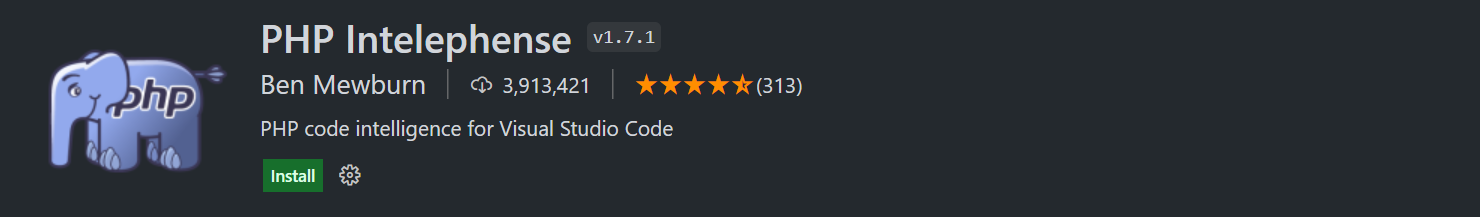 PHP Intelephense v1.7.1
Ben Mewburn 3,913,421 (313)
php
PHP code intelligence for Visual Studio Code
Install